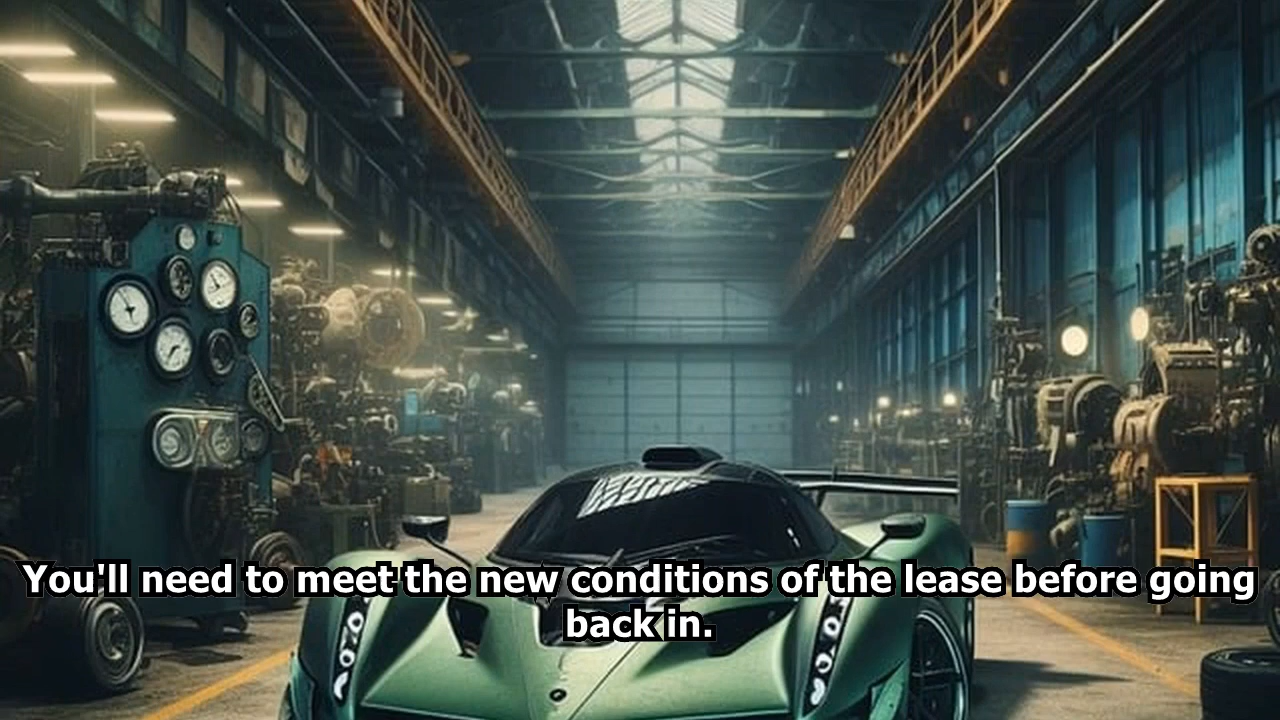 You'll need to meet the new conditions of the lease before going
back in.